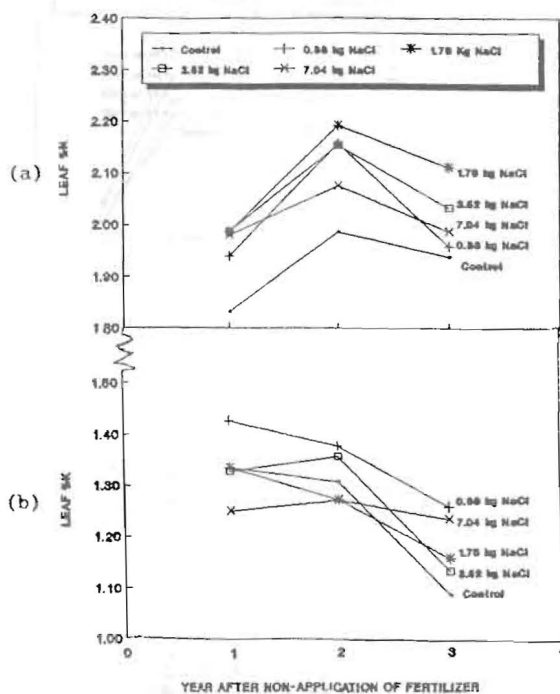 2.40
Control
0.88 kg NaCl
1.76 Kg NaCl
3.52 kg NaCl
7.04 kg NaCl
2.30
2.20
(a)
LEAF %N
2.10
2.00
1.90
1.80
1.76 kg NaCl
3.52 kg NaCl
7.04 kg NaCl
0.88 kg NaCl
Control
1.50
1.40
(b)
LEAF %K
1.30
1.20
1.10
1.00
0.88 kg NaCl
7.04 kg NaCl
1.76 kg NaCl
3.52 kg NaCl
Control
0 1 2 3
YEAR AFTER NON-APPLICATION OF FERTILIZER